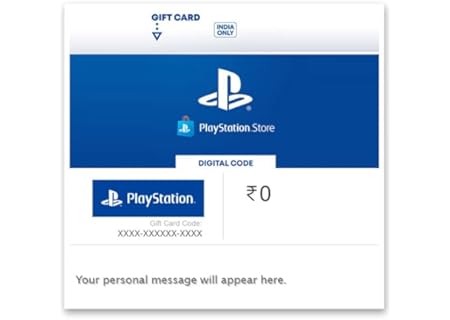 GIFT CARD
INDIA
ONLY
PlayStation.Store
DIGITAL CODE
PlayStation.
₹0
Gift Card Code:
XXXX-XXXXXX-XXXX
Your personal message will appear here.